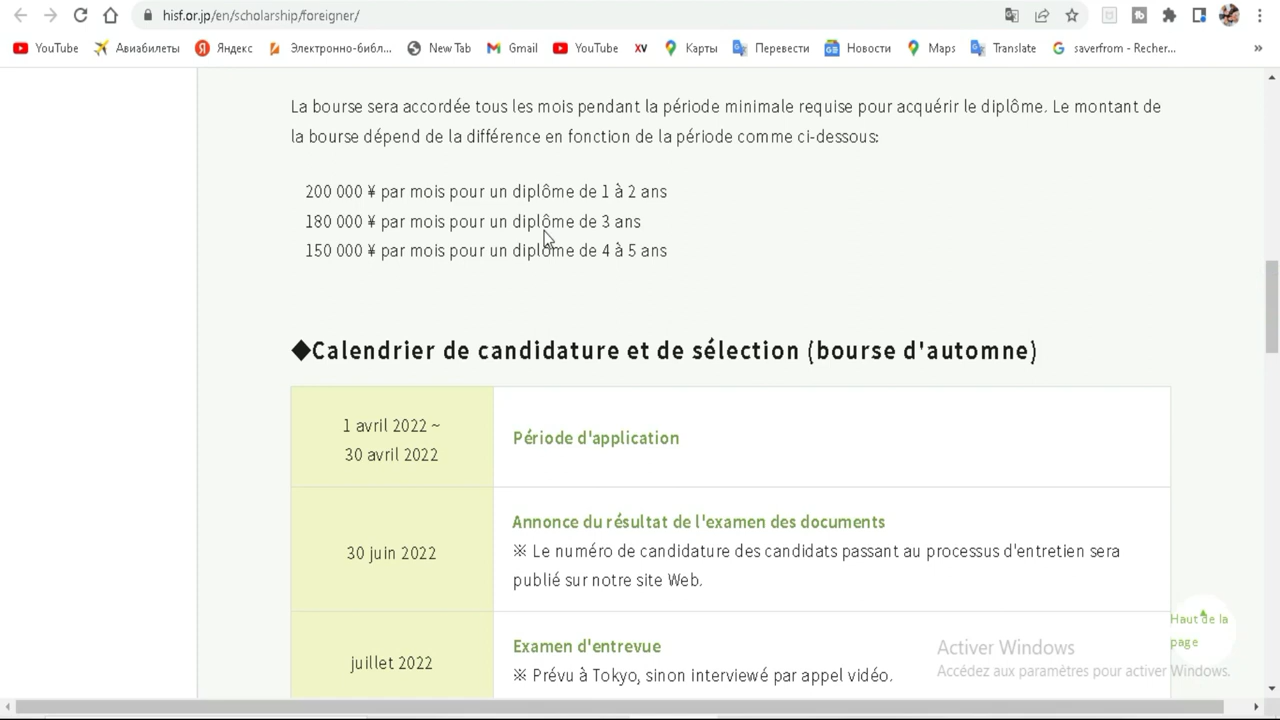 hisf.or.jp/en/scholarship/foreigner/
YouTube Авиабилеты Яндекс Электронно-библ... New Tab Gmail YouTube XV Карты Перевести Новости Maps Translate saverfrom - Recher... »
La bourse sera accordée tous les mois pendant la période minimale requise pour acquérir le diplôme. Le montant de
la bourse dépend de la différence en fonction de la période comme ci-dessous:
200 000 ¥ par mois pour un diplôme de 1 à 2 ans
180 000 ¥ par mois pour un diplôme de 3 ans
150 000 ¥ par mois pour un diplôme de 4 à 5 ans
◆Calendrier de candidature et de sélection (bourse d'automne)
1 avril 2022 ~
30 avril 2022
Période d'application
30 juin 2022
Annonce du résultat de l'examen des documents
※ Le numéro de candidature des candidats passant au processus d'entretien sera
publié sur notre site Web.
juillet 2022
Examen d'entrevue
※ Prévu à Tokyo, sinon interviewé par appel vidéo.
Haut de la
page
Activer Windows
Accédez aux paramètres pour activer Windows.